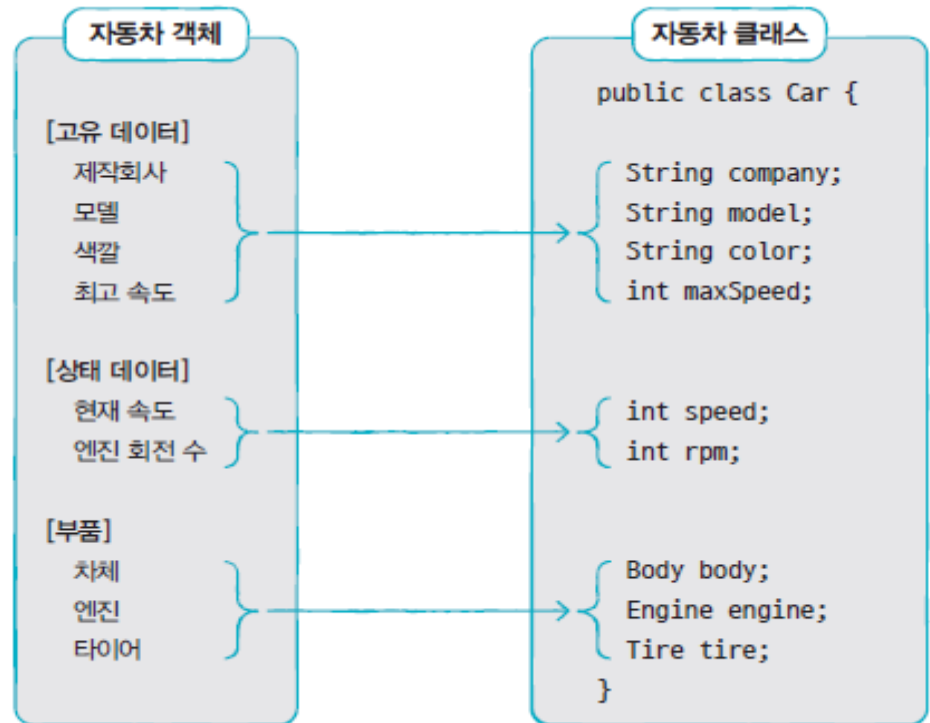 자동차 객체
[고유 데이터]
제작회사
모델
색깔
최고 속도
[상태 데이터]
현재 속도
엔진 회전 수
[부품]
차체
엔진
타이어
자동차 클래스
public class Car {
String company;
String model;
String color;
int maxSpeed;
int speed;
int rpm;
Body body;
Engine engine;
Tire tire;
}